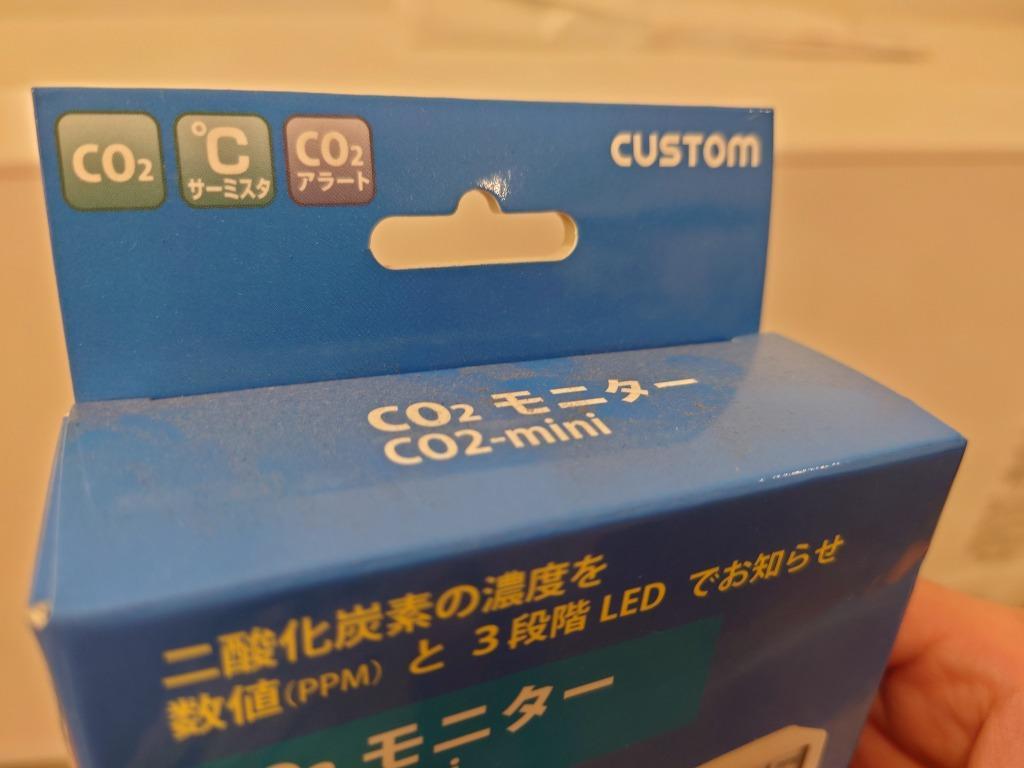 CO2
℃
サーミスタ
CO2
アラート
CUSTOM
CO2 モニター
CO2-mini
二酸化炭素の濃度を
数値(PPM) と 3段階 LED でお知らせ
モニター